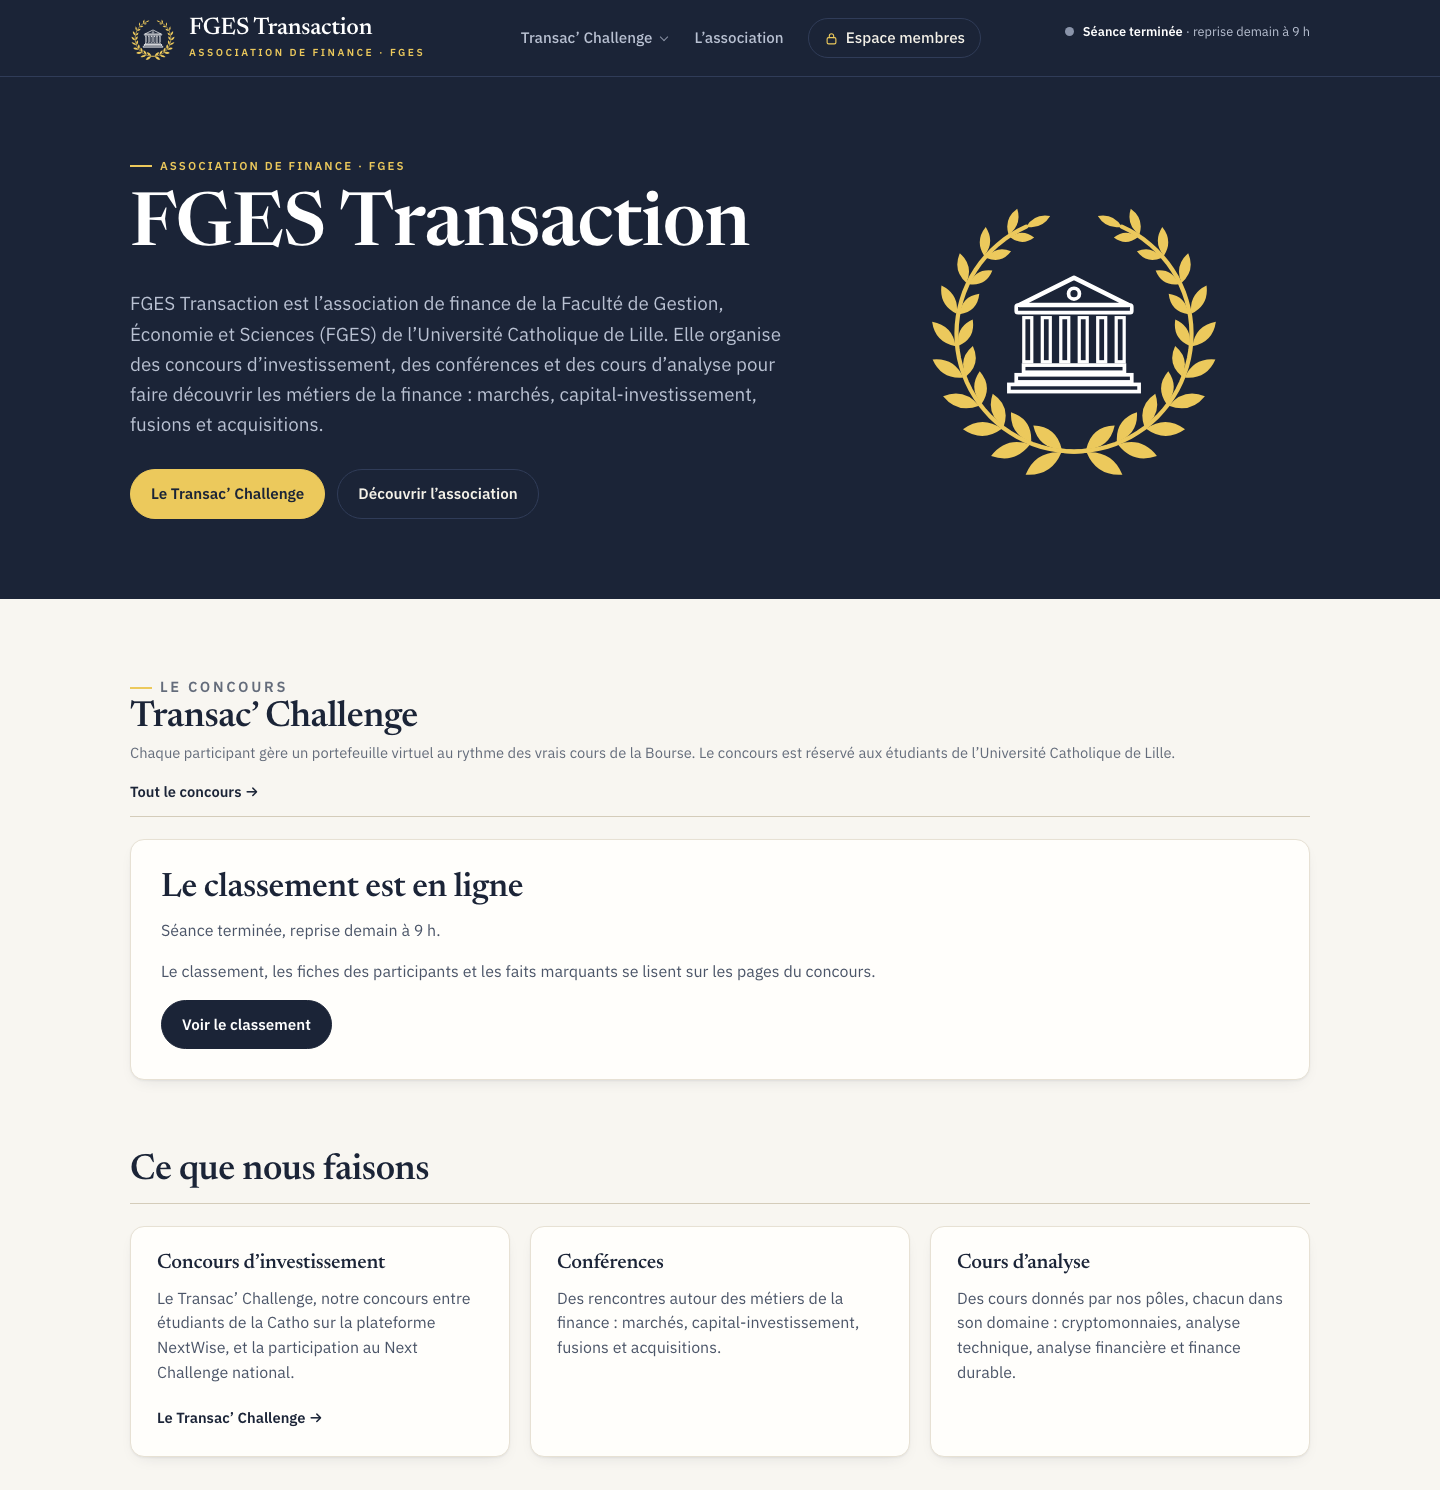 FGES Transaction
ASSOCIATION DE FINANCE · FGES
Transac’ Challenge
L’association
Espace membres
Séance terminée · reprise demain à 9 h
ASSOCIATION DE FINANCE · FGES
FGES Transaction
FGES Transaction est l’association de finance de la Faculté de Gestion,
Économie et Sciences (FGES) de l’Université Catholique de Lille. Elle organise
des concours d’investissement, des conférences et des cours d’analyse pour
faire découvrir les métiers de la finance : marchés, capital-investissement,
fusions et acquisitions.
Le Transac’ Challenge
Découvrir l’association
LE CONCOURS
Transac’ Challenge
Chaque participant gère un portefeuille virtuel au rythme des vrais cours de la Bourse. Le concours est réservé aux étudiants de l’Université Catholique de Lille.
Tout le concours →
Le classement est en ligne
Séance terminée, reprise demain à 9 h.
Le classement, les fiches des participants et les faits marquants se lisent sur les pages du concours.
Voir le classement
Ce que nous faisons
Concours d’investissement
Le Transac’ Challenge, notre concours entre
étudiants de la Catho sur la plateforme
NextWise, et la participation au Next
Challenge national.
Le Transac’ Challenge →
Conférences
Des rencontres autour des métiers de la
finance : marchés, capital-investissement,
fusions et acquisitions.
Cours d’analyse
Des cours donnés par nos pôles, chacun dans
son domaine : cryptomonnaies, analyse
technique, analyse financière et finance
durable.